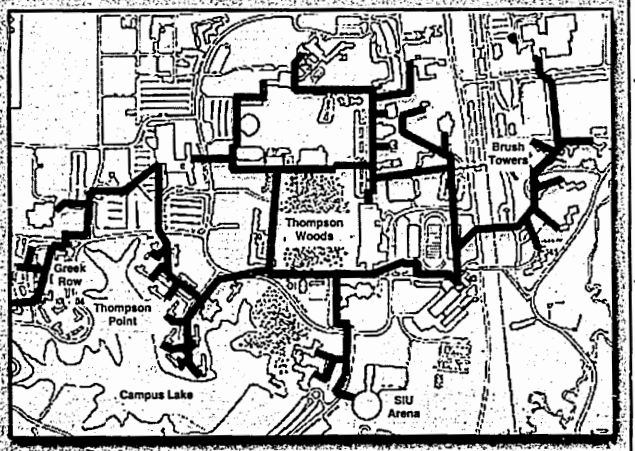 Brush
Towers
Thompson
Woods
Greek
Row
Thompson
Point
Campus Lake
SIU
Arena